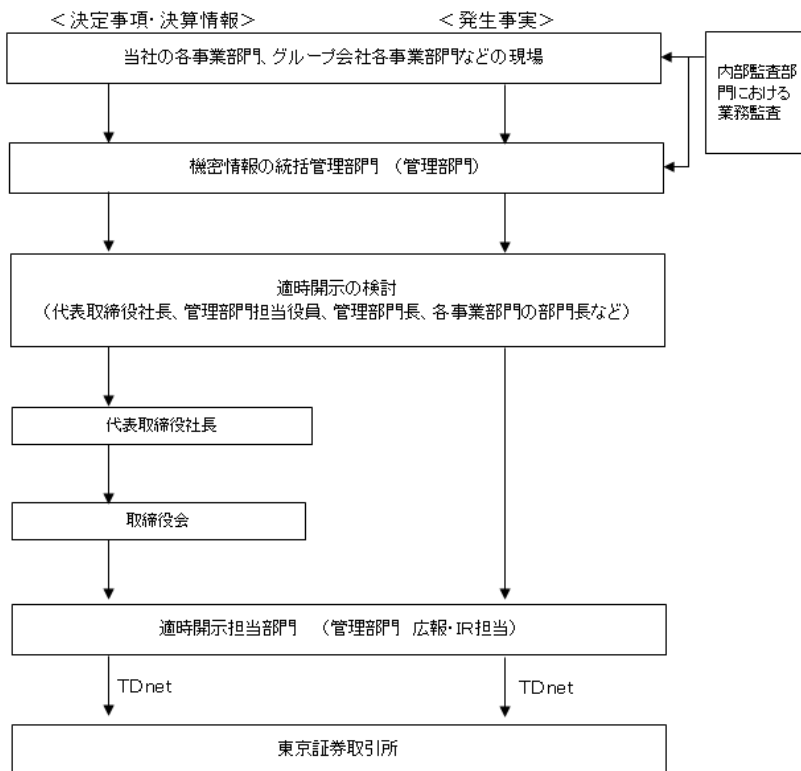 ＜決定事項・決算情報＞
＜発生事実＞
当社の各事業部門、グループ会社各事業部門などの現場
内部監査部
門における
業務監査
機密情報の統括管理部門　（管理部門）
適時開示の検討
（代表取締役社長、管理部門担当役員、管理部門長、各事業部門の部門長など）
代表取締役社長
取締役会
適時開示担当部門　（管理部門　広報・IR担当）
TDnet
TDnet
東京証券取引所